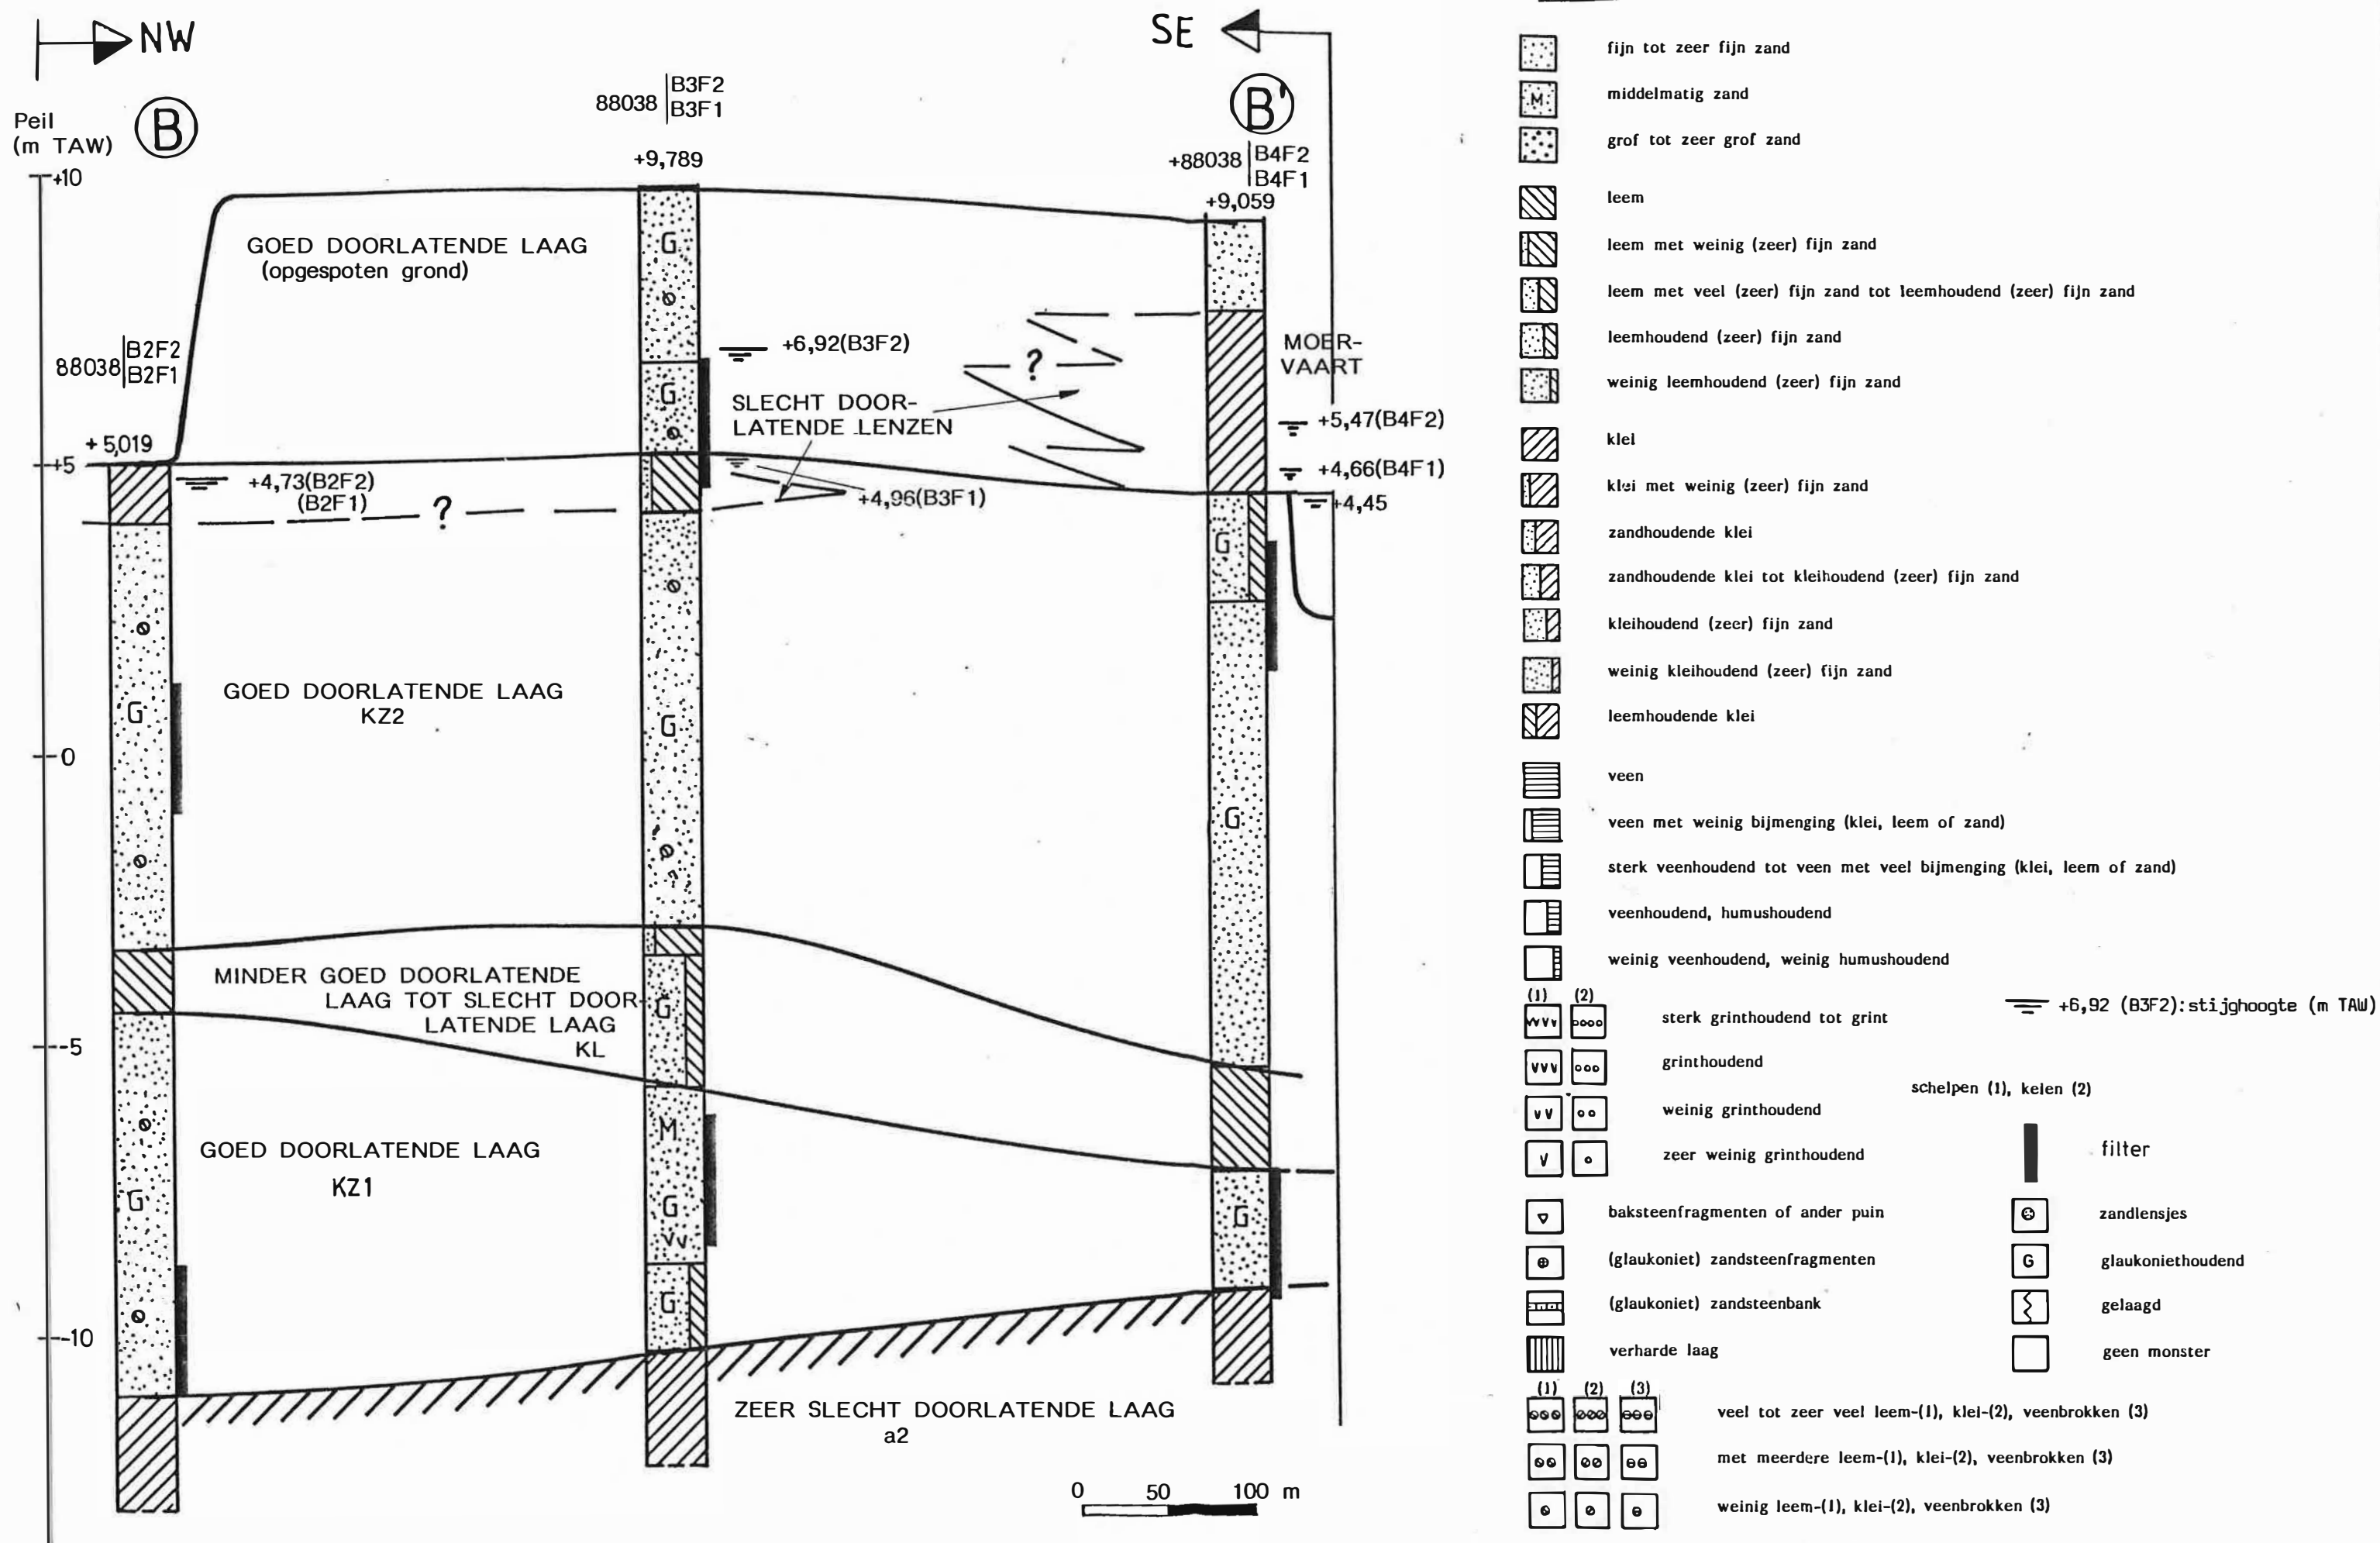 NW
SE
B
B'
Peil
(m TAW)
88038
B3F2
B3F1
+9,789
+88038
B4F2
B4F1
+9,059
+10
GOED DOORLATENDE LAAG
(opgespoten grond)
G
+6,92(B3F2)
88038
B2F2
B2F1
MOER-
VAART
?
G
SLECHT DOOR-
LATENDE LENZEN
+5,47(B4F2)
+5,019
+5
+4,73(B2F2)
(B2F1)
?
+4,96(B3F1)
+4,66(B4F1)
+4,45
G
GOED DOORLATENDE LAAG
KZ2
G
G
G
0
MINDER GOED DOORLATENDE
LAAG TOT SLECHT DOOR-
LATENDE LAAG
KL
G
-5
GOED DOORLATENDE LAAG
KZ1
G
M
G
VV
G
G
-10
ZEER SLECHT DOORLATENDE LAAG
a2
0 50 100 m
fijn tot zeer fijn zand
M
middelmatig zand
grof tot zeer grof zand
leem
leem met weinig (zeer) fijn zand
leem met veel (zeer) fijn zand tot leemhoudend (zeer) fijn zand
leemhoudend (zeer) fijn zand
weinig leemhoudend (zeer) fijn zand
klei
klei met weinig (zeer) fijn zand
zandhoudende klei
zandhoudende klei tot kleihoudend (zeer) fijn zand
kleihoudend (zeer) fijn zand
weinig kleihoudend (zeer) fijn zand
leemhoudende klei
veen
veen met weinig bijmenging (klei, leem of zand)
sterk veenhoudend tot veen met veel bijmenging (klei, leem of zand)
veenhoudend, humushoudend
weinig veenhoudend, weinig humushoudend
(1) (2)
sterk grinthoudend tot grint
+6,92 (B3F2): stijghoogte (m TAW)
grinthoudend
schelpen (1), keien (2)
weinig grinthoudend
zeer weinig grinthoudend
filter
baksteenfragmenten of ander puin
zandlensjes
(glaukoniet) zandsteenfragmenten
G
glaukoniethoudend
(glaukoniet) zandsteenbank
gelaagd
verharde laag
geen monster
(1) (2) (3)
veel tot zeer veel leem-(1), klei-(2), veenbrokken (3)
met meerdere leem-(1), klei-(2), veenbrokken (3)
weinig leem-(1), klei-(2), veenbrokken (3)